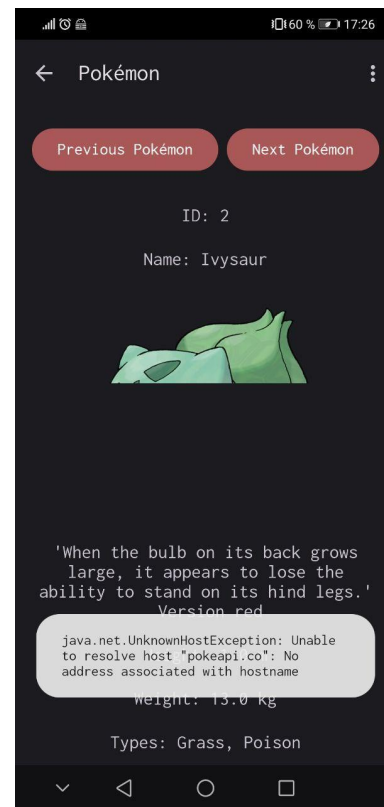 60 % 17:26
Pokémon
Previous Pokémon Next Pokémon
ID: 2
Name: Ivysaur
'When the bulb on its back grows
large, it appears to lose the
ability to stand on its hind legs.'
Version red
java.net.UnknownHostException: Unable
to resolve host "pokeapi.co": No
address associated with hostname
Weight: 13.0 kg
Types: Grass, Poison